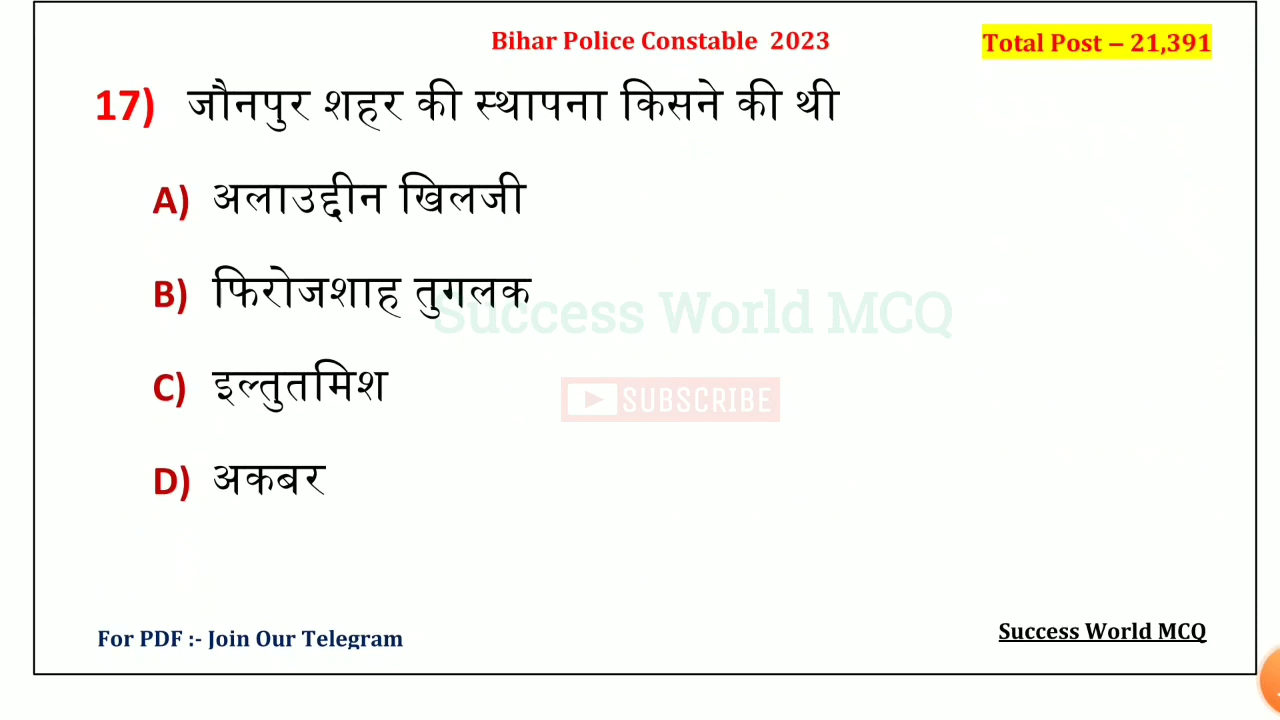 Bihar Police Constable 2023
Total Post – 21,391
17) जौनपुर शहर की स्थापना किसने की थी
A) अलाउद्दीन खिलजी
B) फिरोजशाह तुगलक
Success World MCQ
C) इल्तुतमिश
SUBSCRIBE
D) अकबर
For PDF :- Join Our Telegram
Success World MCQ